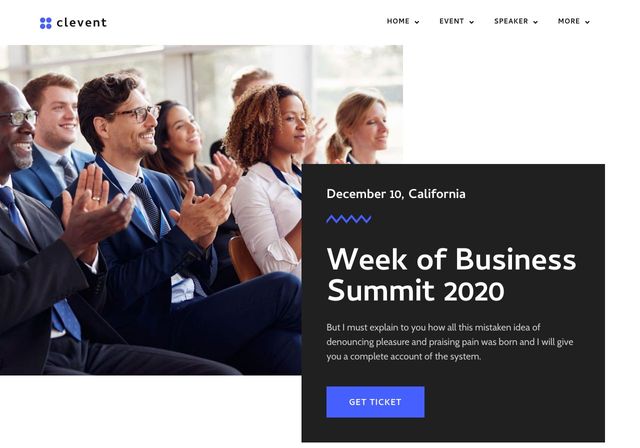 clevent
HOME EVENT SPEAKER MORE
December 10, California
Week of Business
Summit 2020
But I must explain to you how all this mistaken idea of
denouncing pleasure and praising pain was born and I will give
you a complete account of the system.
GET TICKET